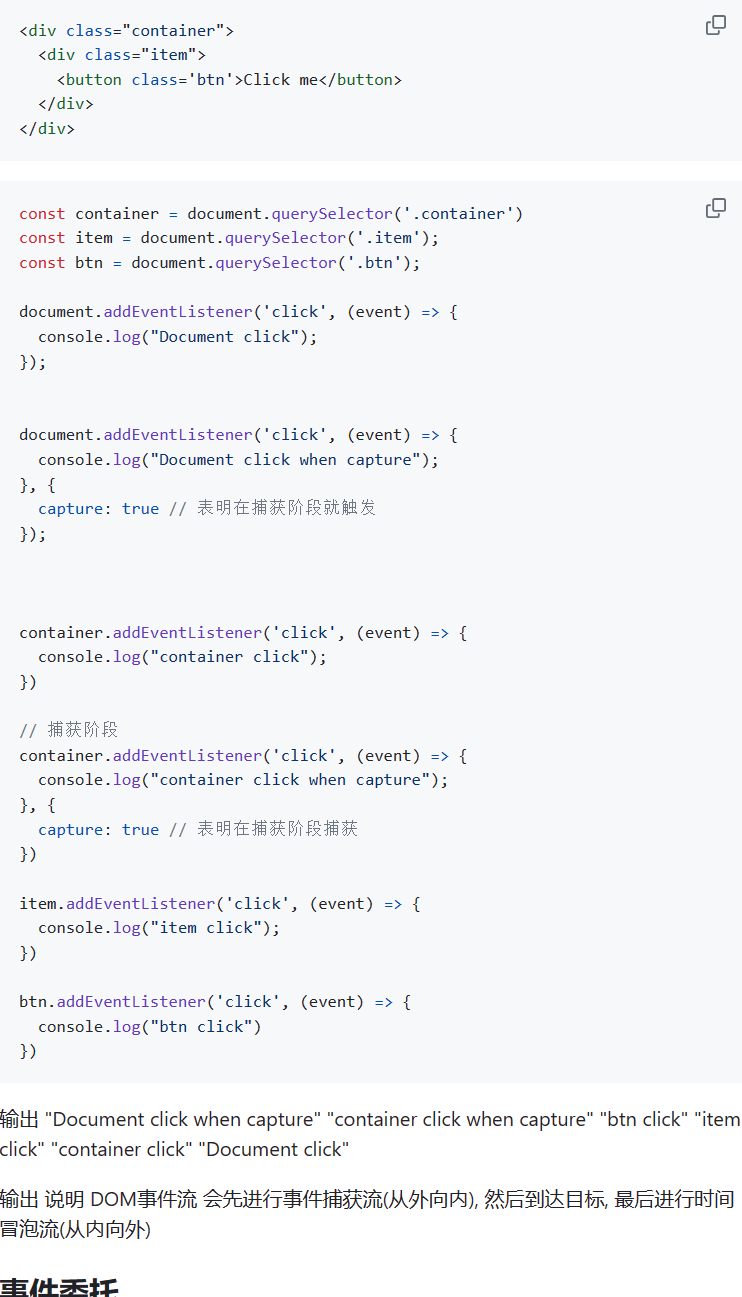 <div class="container">
  <div class="item">
    <button class='btn'>Click me</button>
  </div>
</div>
const container = document.querySelector('.container')
const item = document.querySelector('.item');
const btn = document.querySelector('.btn');
document.addEventListener('click', (event) => {
  console.log("Document click");
});
document.addEventListener('click', (event) => {
  console.log("Document click when capture");
}, {
  capture: true // 表明在捕获阶段就触发
});
container.addEventListener('click', (event) => {
  console.log("container click");
})
// 捕获阶段
container.addEventListener('click', (event) => {
  console.log("container click when capture");
}, {
  capture: true // 表明在捕获阶段捕获
})
item.addEventListener('click', (event) => {
  console.log("item click");
})
btn.addEventListener('click', (event) => {
  console.log("btn click")
})
输出 "Document click when capture" "container click when capture" "btn click" "item
click" "container click" "Document click"
输出 说明 DOM事件流 会先进行事件捕获流(从外向内), 然后到达目标, 最后进行时间
冒泡流(从内向外)
事件委托